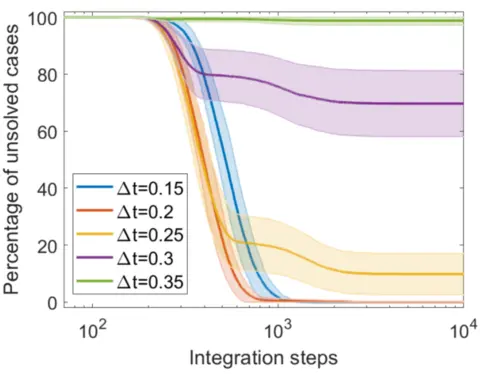 Percentage of unsolved cases
100
80
60
40
20
0
Δt=0.15
Δt=0.2
Δt=0.25
Δt=0.3
Δt=0.35
10²
10³
10⁴
Integration steps